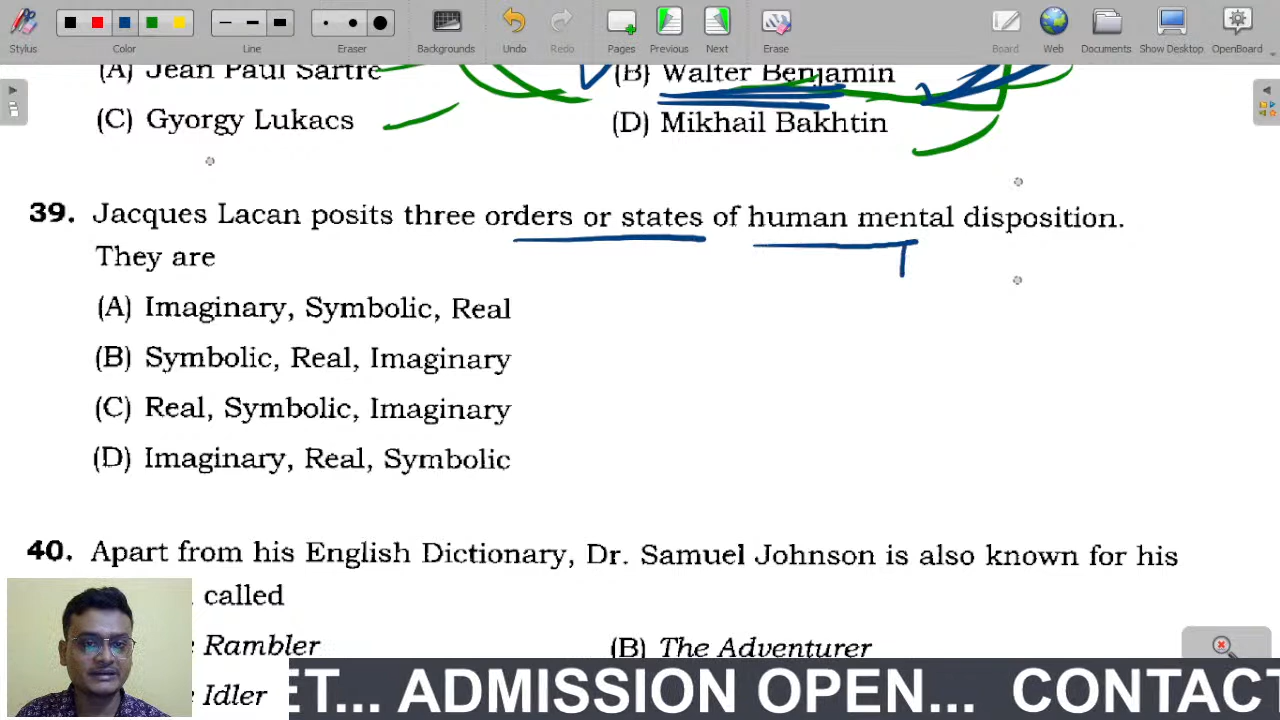 Stylus Color Line Eraser Backgrounds Undo Redo Pages Previous Next Erase Board Web Documents Show Desktop OpenBoard
(A) Jean Paul Sartre (B) Walter Benjamin
(C) Gyorgy Lukacs (D) Mikhail Bakhtin
39. Jacques Lacan posits three orders or states of human mental disposition.
They are
(A) Imaginary, Symbolic, Real
(B) Symbolic, Real, Imaginary
(C) Real, Symbolic, Imaginary
(D) Imaginary, Real, Symbolic
40. Apart from his English Dictionary, Dr. Samuel Johnson is also known for his
called
Rambler (B) The Adventurer
Idler
ET... ADMISSION OPEN... CONTACT